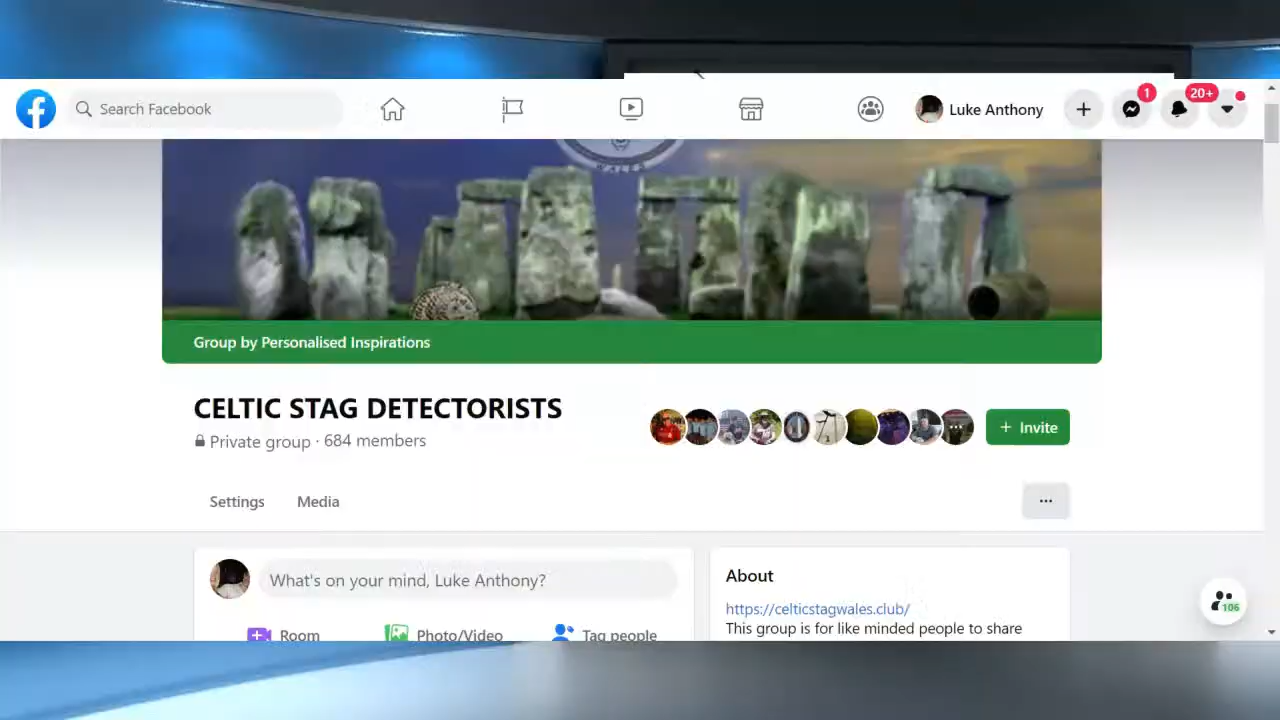 Search Facebook
Luke Anthony
1
20+
WALES
Group by Personalised Inspirations
CELTIC STAG DETECTORISTS
Private group · 684 members
+ Invite
Settings
Media
What's on your mind, Luke Anthony?
Room
Photo/Video
Tag people
About
https://celticstagwales.club/
This group is for like minded people to share
106